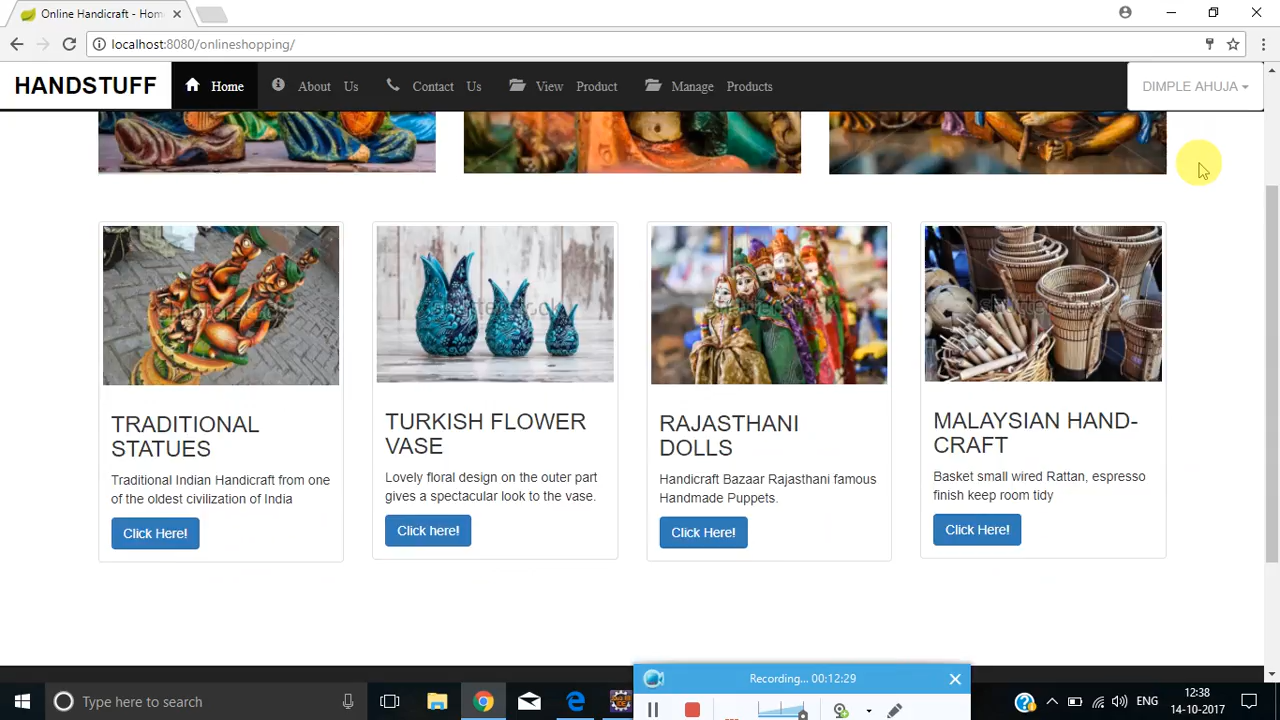 Online Handicraft - Hom
localhost:8080/onlineshopping/
HANDSTUFF
Home
About Us
Contact Us
View Product
Manage Products
DIMPLE AHUJA
shutterstock
shutterstock
shutterstock
shutterstock
TRADITIONAL
STATUES
Traditional Indian Handicraft from one
of the oldest civilization of India
Click Here!
TURKISH FLOWER
VASE
Lovely floral design on the outer part
gives a spectacular look to the vase.
Click here!
RAJASTHANI
DOLLS
Handicraft Bazaar Rajasthani famous
Handmade Puppets.
Click Here!
MALAYSIAN HAND-
CRAFT
Basket small wired Rattan, espresso
finish keep room tidy
Click Here!
Recording... 00:12:29
Type here to search
ENG
12:38
14-10-2017